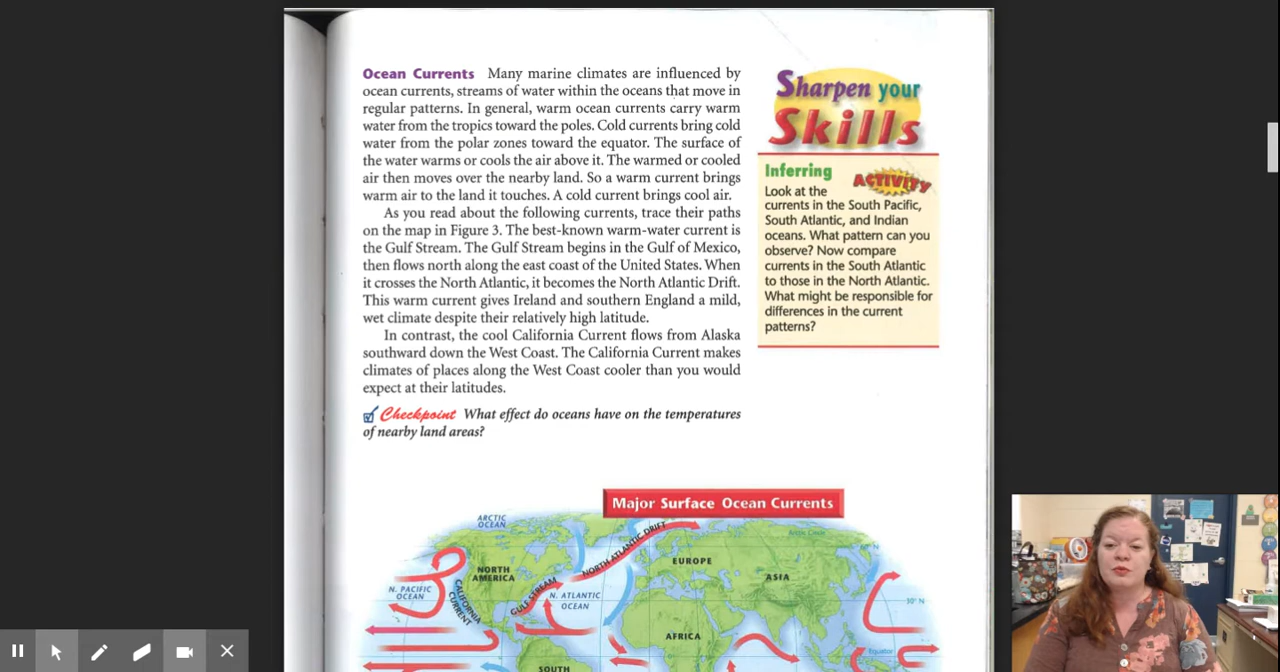 Ocean Currents Many marine climates are influenced by
ocean currents, streams of water within the oceans that move in
regular patterns. In general, warm ocean currents carry warm
water from the tropics toward the poles. Cold currents bring cold
water from the polar zones toward the equator. The surface of
the water warms or cools the air above it. The warmed or cooled
air then moves over the nearby land. So a warm current brings
warm air to the land it touches. A cold current brings cool air.
As you read about the following currents, trace their paths
on the map in Figure 3. The best-known warm-water current is
the Gulf Stream. The Gulf Stream begins in the Gulf of Mexico,
then flows north along the east coast of the United States. When
it crosses the North Atlantic, it becomes the North Atlantic Drift.
This warm current gives Ireland and southern England a mild,
wet climate despite their relatively high latitude.
In contrast, the cool California Current flows from Alaska
southward down the West Coast. The California Current makes
climates of places along the West Coast cooler than you would
expect at their latitudes.
Checkpoint What effect do oceans have on the temperatures
of nearby land areas?
Sharpen your
Skills
Inferring
ACTIVITY
Look at the
currents in the South Pacific,
South Atlantic, and Indian
oceans. What pattern can you
observe? Now compare
currents in the South Atlantic
to those in the North Atlantic.
What might be responsible for
differences in the current
patterns?
Major Surface Ocean Currents
ARCTIC
OCEAN
NORTH ATLANTIC DRIFT
Arctic Circle
EUROPE
ASIA
NORTH
AMERICA
N. PACIFIC
OCEAN
CALIFORNIA
CURRENT
GULF STREAM
N. ATLANTIC
OCEAN
30° N
AFRICA
Equator
SOUTH